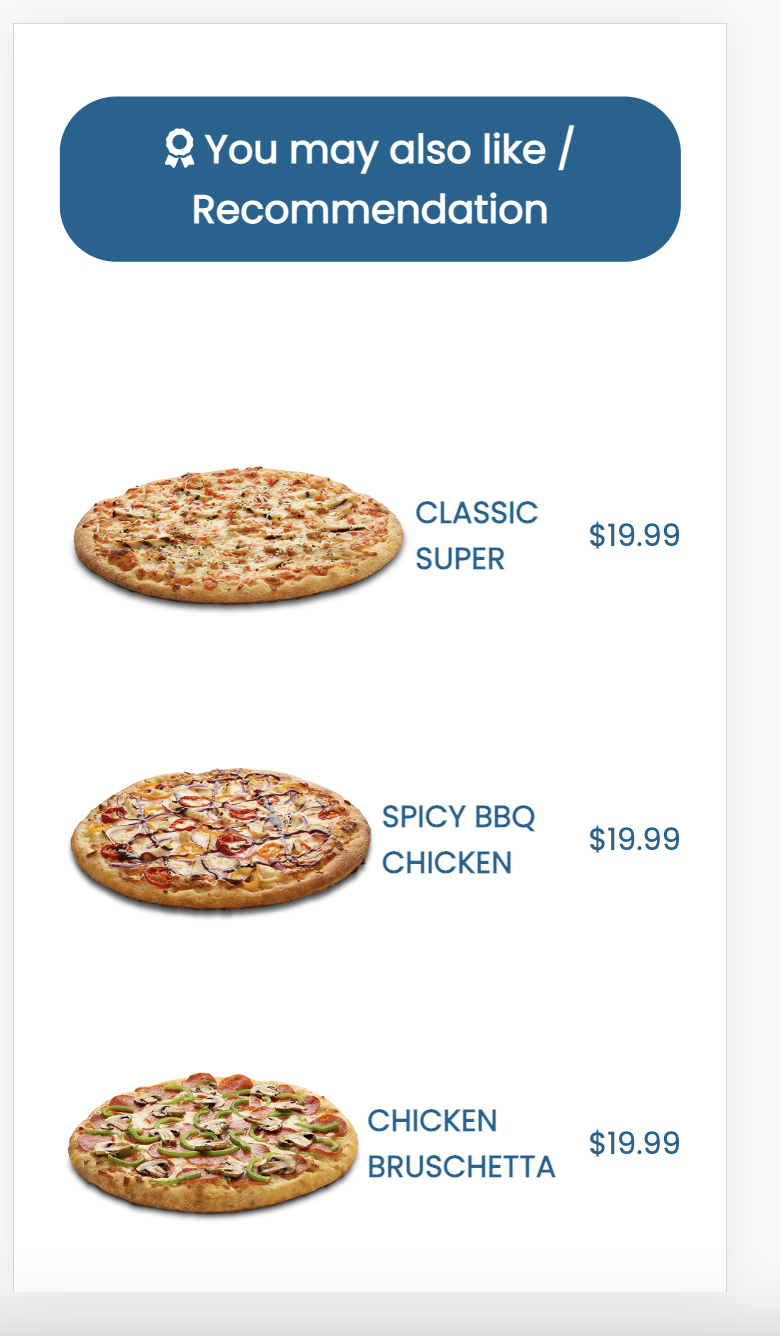 You may also like /
Recommendation
CLASSIC
SUPER
$19.99
SPICY BBQ
CHICKEN
$19.99
CHICKEN
BRUSCHETTA
$19.99